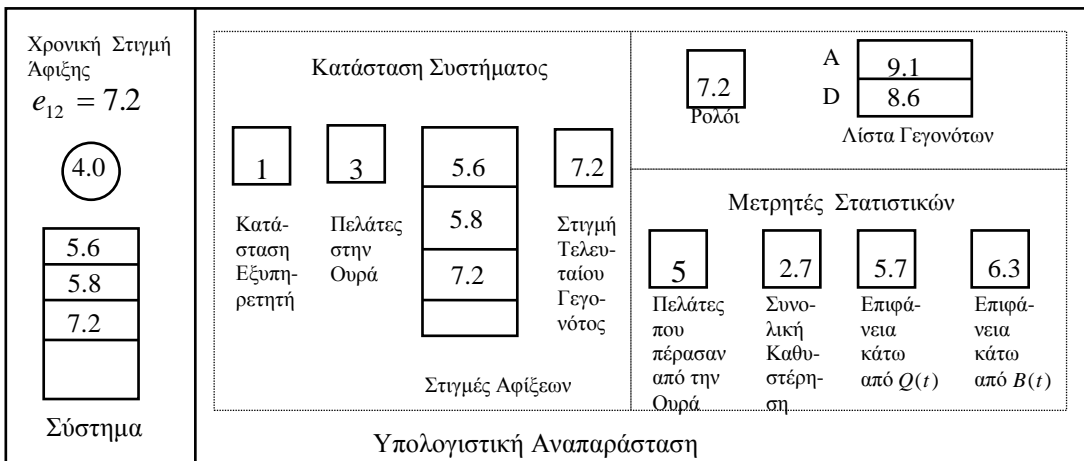 Χρονική Στιγμή
Άφιξης
e12 = 7.2
4.0
5.6
5.8
7.2
Σύστημα
Κατάσταση Συστήματος
1
Κατά-
σταση
Εξυπη-
ρετητή
3
Πελάτες
στην
Ουρά
5.6
5.8
7.2
Στιγμές Αφίξεων
7.2
Στιγμή
Τελευ-
ταίου
Γεγο-
νότος
7.2
Ρολόι
A
9.1
D
8.6
Λίστα Γεγονότων
Μετρητές Στατιστικών
5
Πελάτες
που
πέρασαν
από την
Ουρά
2.7
Συνο-
λική
Καθυ-
στέρη-
ση
5.7
Επιφά-
νεια
κάτω
από Q(t)
6.3
Επιφά-
νεια
κάτω
από B(t)
Υπολογιστική Αναπαράσταση